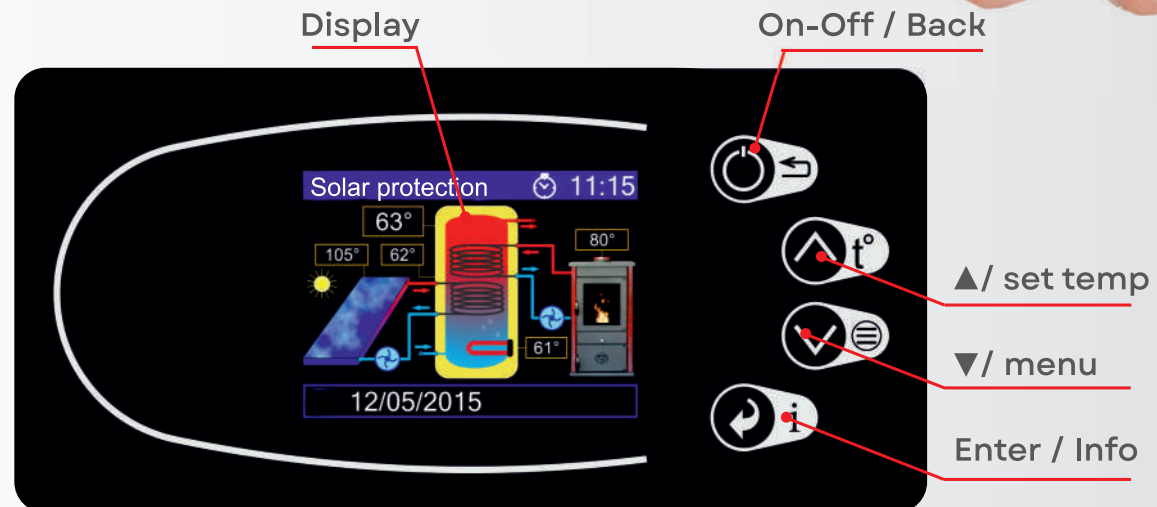 Display
On-Off / Back
Solar protection 11:15
63°
105° 62°
80°
61°
12/05/2015
t°
▲/ set temp
▼/ menu
i
Enter / Info